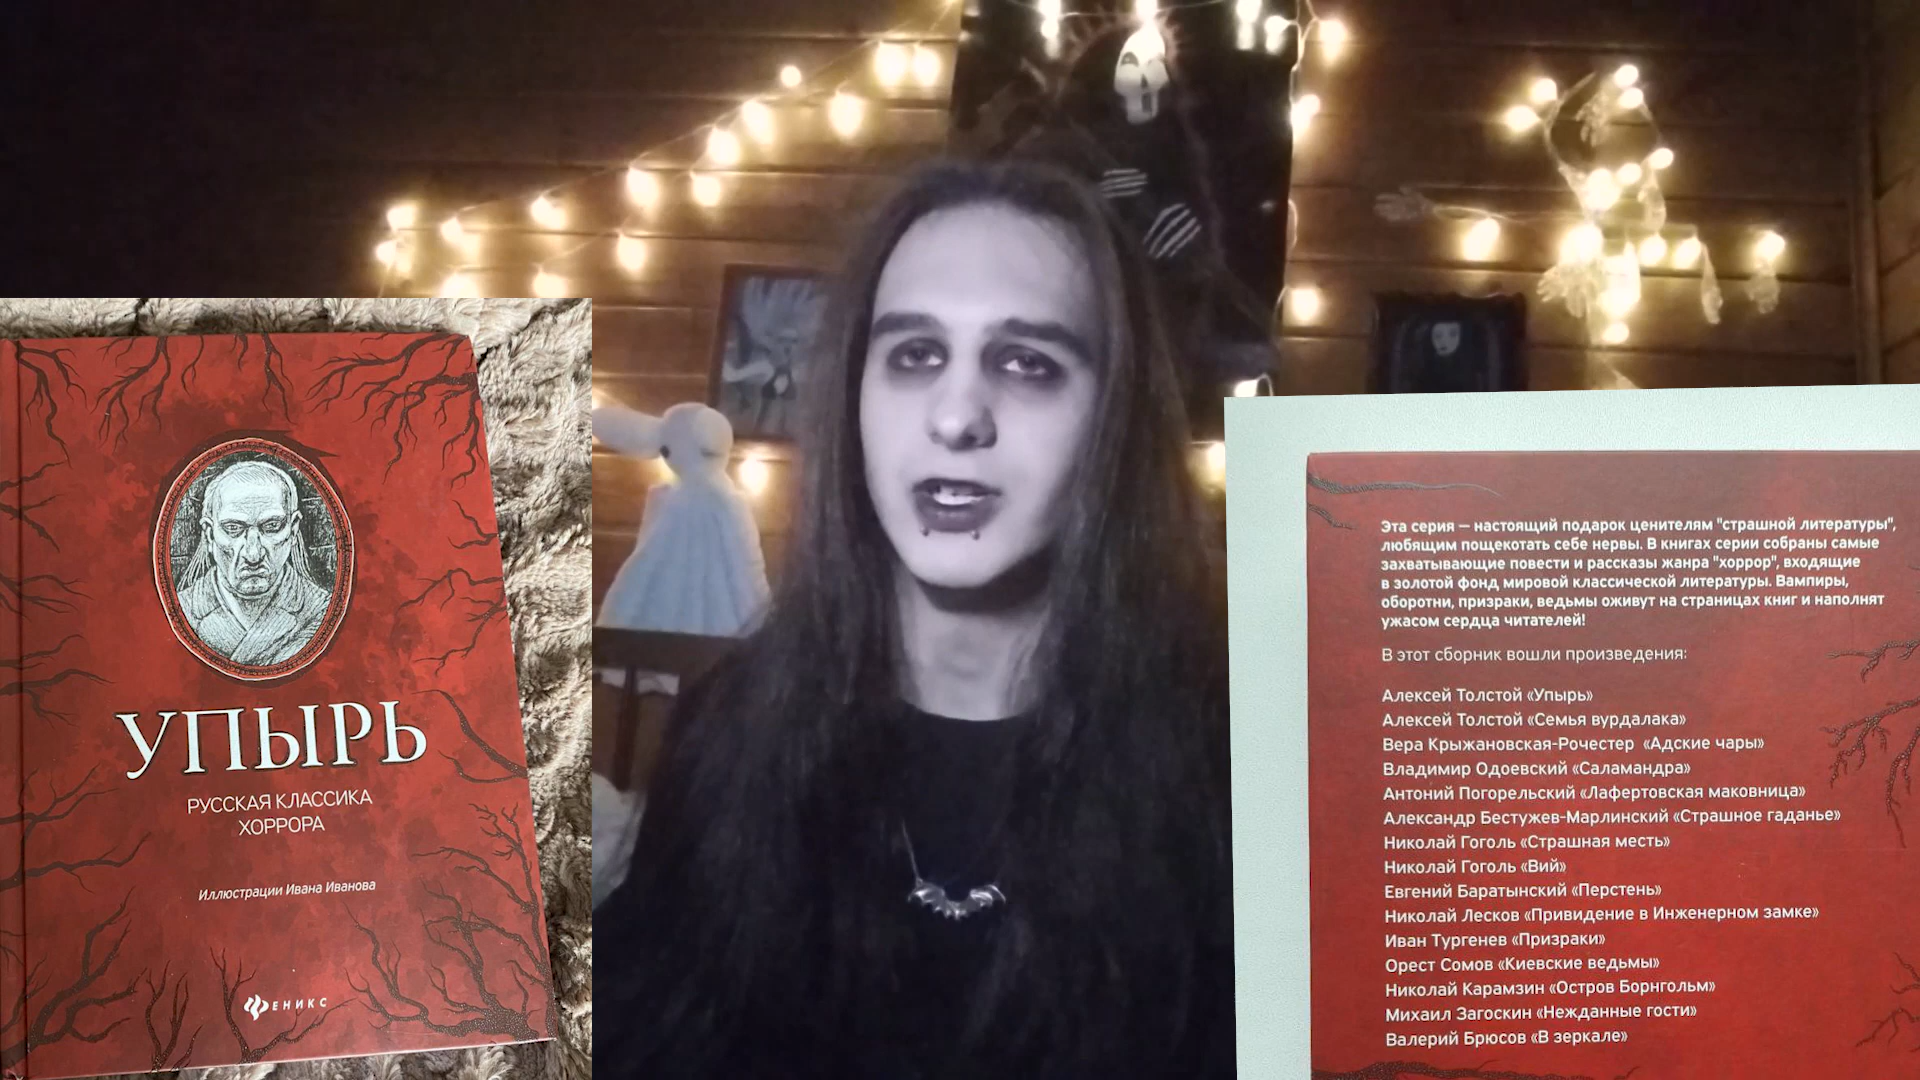 УПЫРЬ
РУССКАЯ КЛАССИКА
ХОРРОРА
Иллюстрации Ивана Иванова
ЕНИКС
Эта серия — настоящий подарок ценителям "страшной литературы",
любящим пощекотать себе нервы. В книгах серии собраны самые
захватывающие повести и рассказы жанра "хоррор", входящие
в золотой фонд мировой классической литературы. Вампиры,
оборотни, призраки, ведьмы оживут на страницах книг и наполнят
ужасом сердца читателей!
В этот сборник вошли произведения:
Алексей Толстой «Упырь»
Алексей Толстой «Семья вурдалака»
Вера Крыжановская-Рочестер «Адские чары»
Владимир Одоевский «Саламандра»
Антоний Погорельский «Лафертовская маковница»
Александр Бестужев-Марлинский «Страшное гаданье»
Николай Гоголь «Страшная месть»
Николай Гоголь «Вий»
Евгений Баратынский «Перстень»
Николай Лесков «Привидение в Инженерном замке»
Иван Тургенев «Призраки»
Орест Сомов «Киевские ведьмы»
Николай Карамзин «Остров Борнгольм»
Михаил Загоскин «Нежданные гости»
Валерий Брюсов «В зеркале»